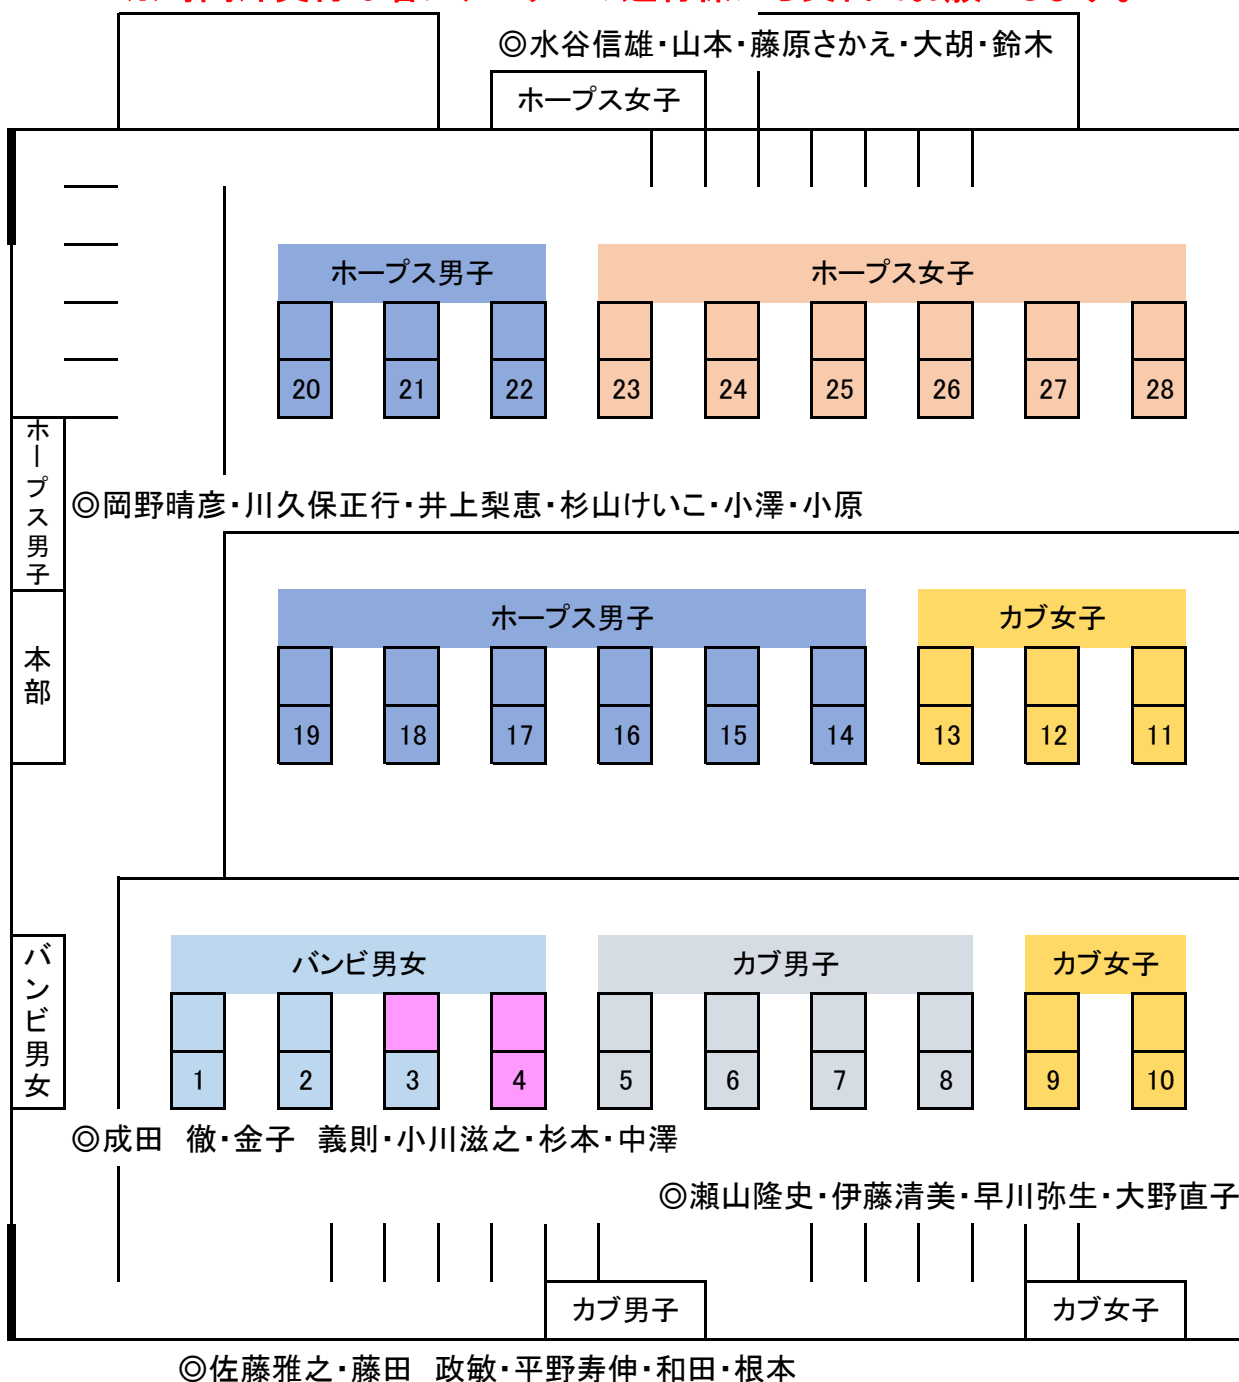 ◎水谷信雄・山本・藤原さかえ・大胡・鈴木
ホープス女子
ホープス男子 ホープス女子
20 21 22 23 24 25 26 27 28
ホープス男子
◎岡野晴彦・川久保正行・井上梨恵・杉山けいこ・小澤・小原
ホープス男子 カブ女子
本部
19 18 17 16 15 14 13 12 11
バンビ男女
バンビ男女 カブ男子 カブ女子
1 2 3 4 5 6 7 8 9 10
◎成田　徹・金子　義則・小川滋之・杉本・中澤
◎瀬山隆史・伊藤清美・早川弥生・大野直子
カブ男子 カブ女子
◎佐藤雅之・藤田　政敏・平野寿伸・和田・根本